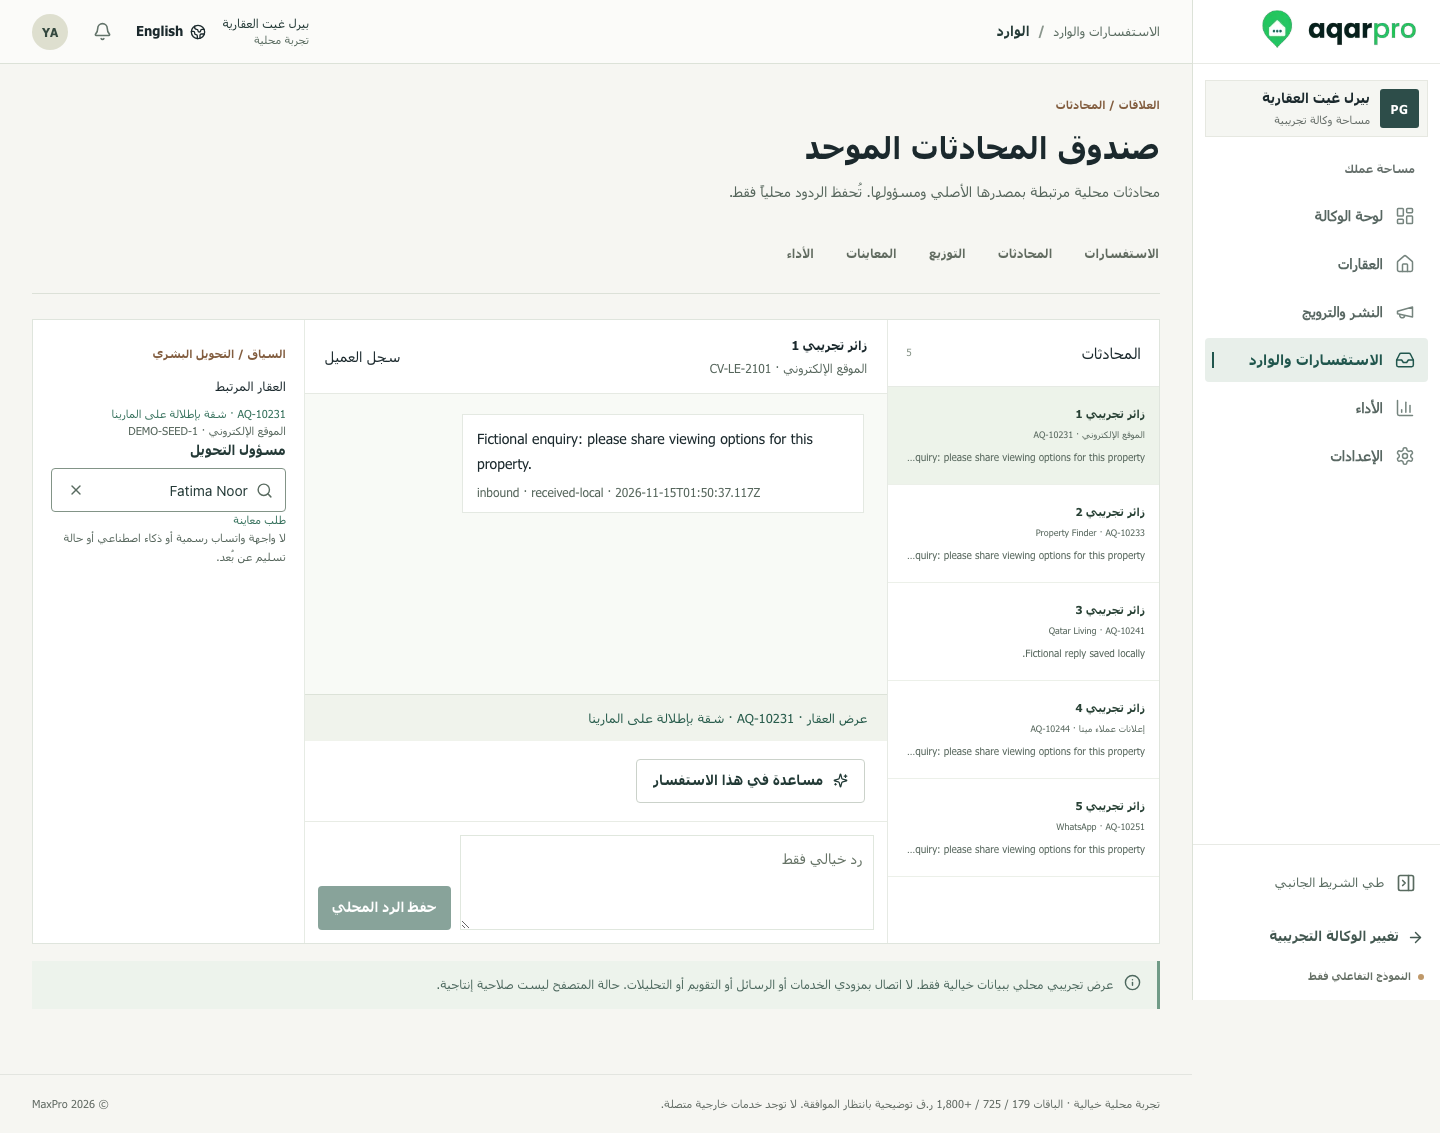 aqarpro
PG
بيرل غيت العقارية
مساحة وكالة تجريبية
مساحة عملك
لوحة الوكالة
العقارات
النشر والترويج
الاستفسارات والوارد
الأداء
الإعدادات
طي الشريط الجانبي
تغيير الوكالة التجريبية
النموذج التفاعلي فقط
الاستفسارات والوارد / الوارد
بيرل غيت العقارية
تجربة محلية
English
YA
العلاقات / المحادثات
صندوق المحادثات الموحد
محادثات محلية مرتبطة بمصدرها الأصلي ومسؤولها. تُحفظ الردود محلياً فقط.
الاستفسارات
المحادثات
التوزيع
المعاينات
الأداء
المحادثات
5
زائر تجريبي 1
الموقع الإلكتروني · AQ-10231
...quiry: please share viewing options for this property
زائر تجريبي 2
Property Finder · AQ-10233
...quiry: please share viewing options for this property
زائر تجريبي 3
Qatar Living · AQ-10241
.Fictional reply saved locally
زائر تجريبي 4
إعلانات عملاء ميتا · AQ-10244
...quiry: please share viewing options for this property
زائر تجريبي 5
WhatsApp · AQ-10251
...quiry: please share viewing options for this property
زائر تجريبي 1
الموقع الإلكتروني · CV-LE-2101
سجل العميل
Fictional enquiry: please share viewing options for this
property.
inbound · received-local · 2026-11-15T01:50:37.117Z
عرض العقار · AQ-10231 · شقة بإطلالة على المارينا
مساعدة في هذا الاستفسار
رد خيالي فقط
حفظ الرد المحلي
السياق / التحويل البشري
العقار المرتبط
AQ-10231 · شقة بإطلالة على المارينا
الموقع الإلكتروني · DEMO-SEED-1
مسؤول التحويل
Fatima Noor
طلب معاينة
لا واجهة واتساب رسمية أو ذكاء اصطناعي أو حالة
تسليم عن بُعد.
عرض تجريبي محلي ببيانات خيالية فقط. لا اتصال بمزودي الخدمات أو الرسائل أو التقويم أو التحليلات. حالة المتصفح ليست صلاحية إنتاجية.
تجربة محلية خيالية · الباقات 179 / 725 / +1,800 ر.ق توضيحية بانتظار الموافقة. لا توجد خدمات خارجية متصلة.
MaxPro 2026 ©